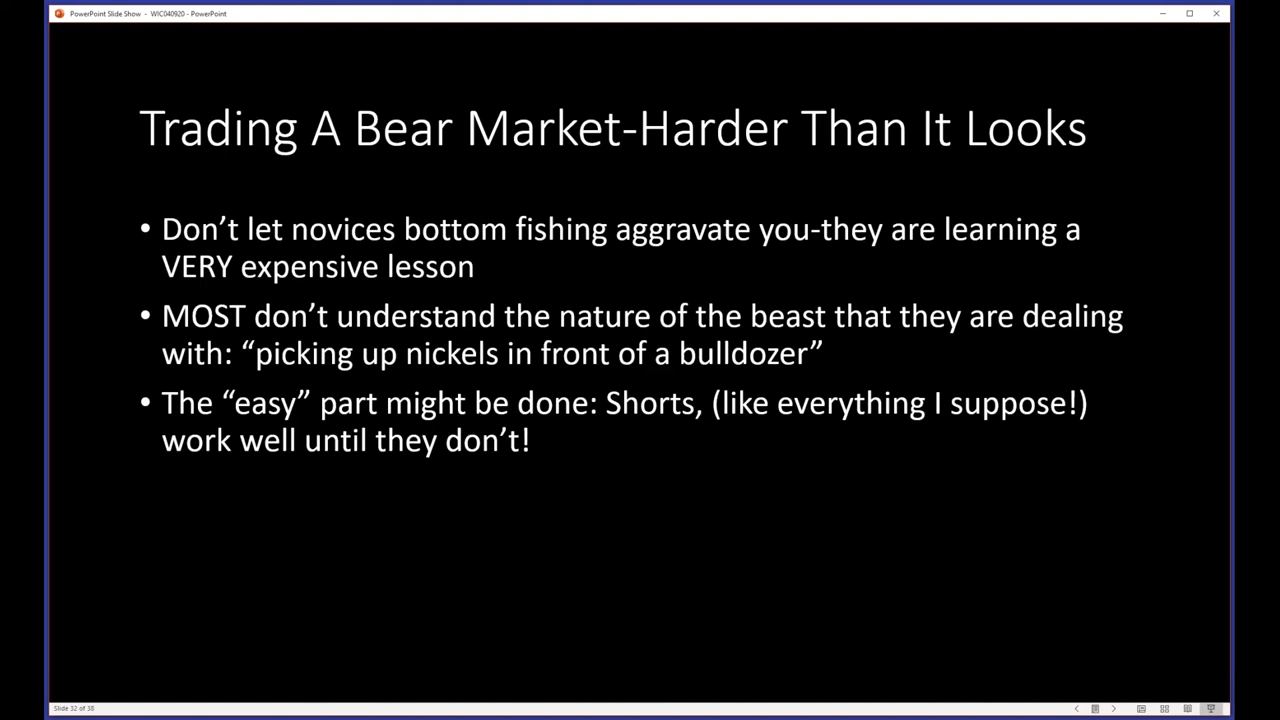 PowerPoint Slide Show - WIC040920 - PowerPoint
Trading A Bear Market-Harder Than It Looks
• Don’t let novices bottom fishing aggravate you-they are learning a
VERY expensive lesson
• MOST don’t understand the nature of the beast that they are dealing
with: “picking up nickels in front of a bulldozer”
• The “easy” part might be done: Shorts, (like everything I suppose!)
work well until they don’t!
Slide 32 of 38